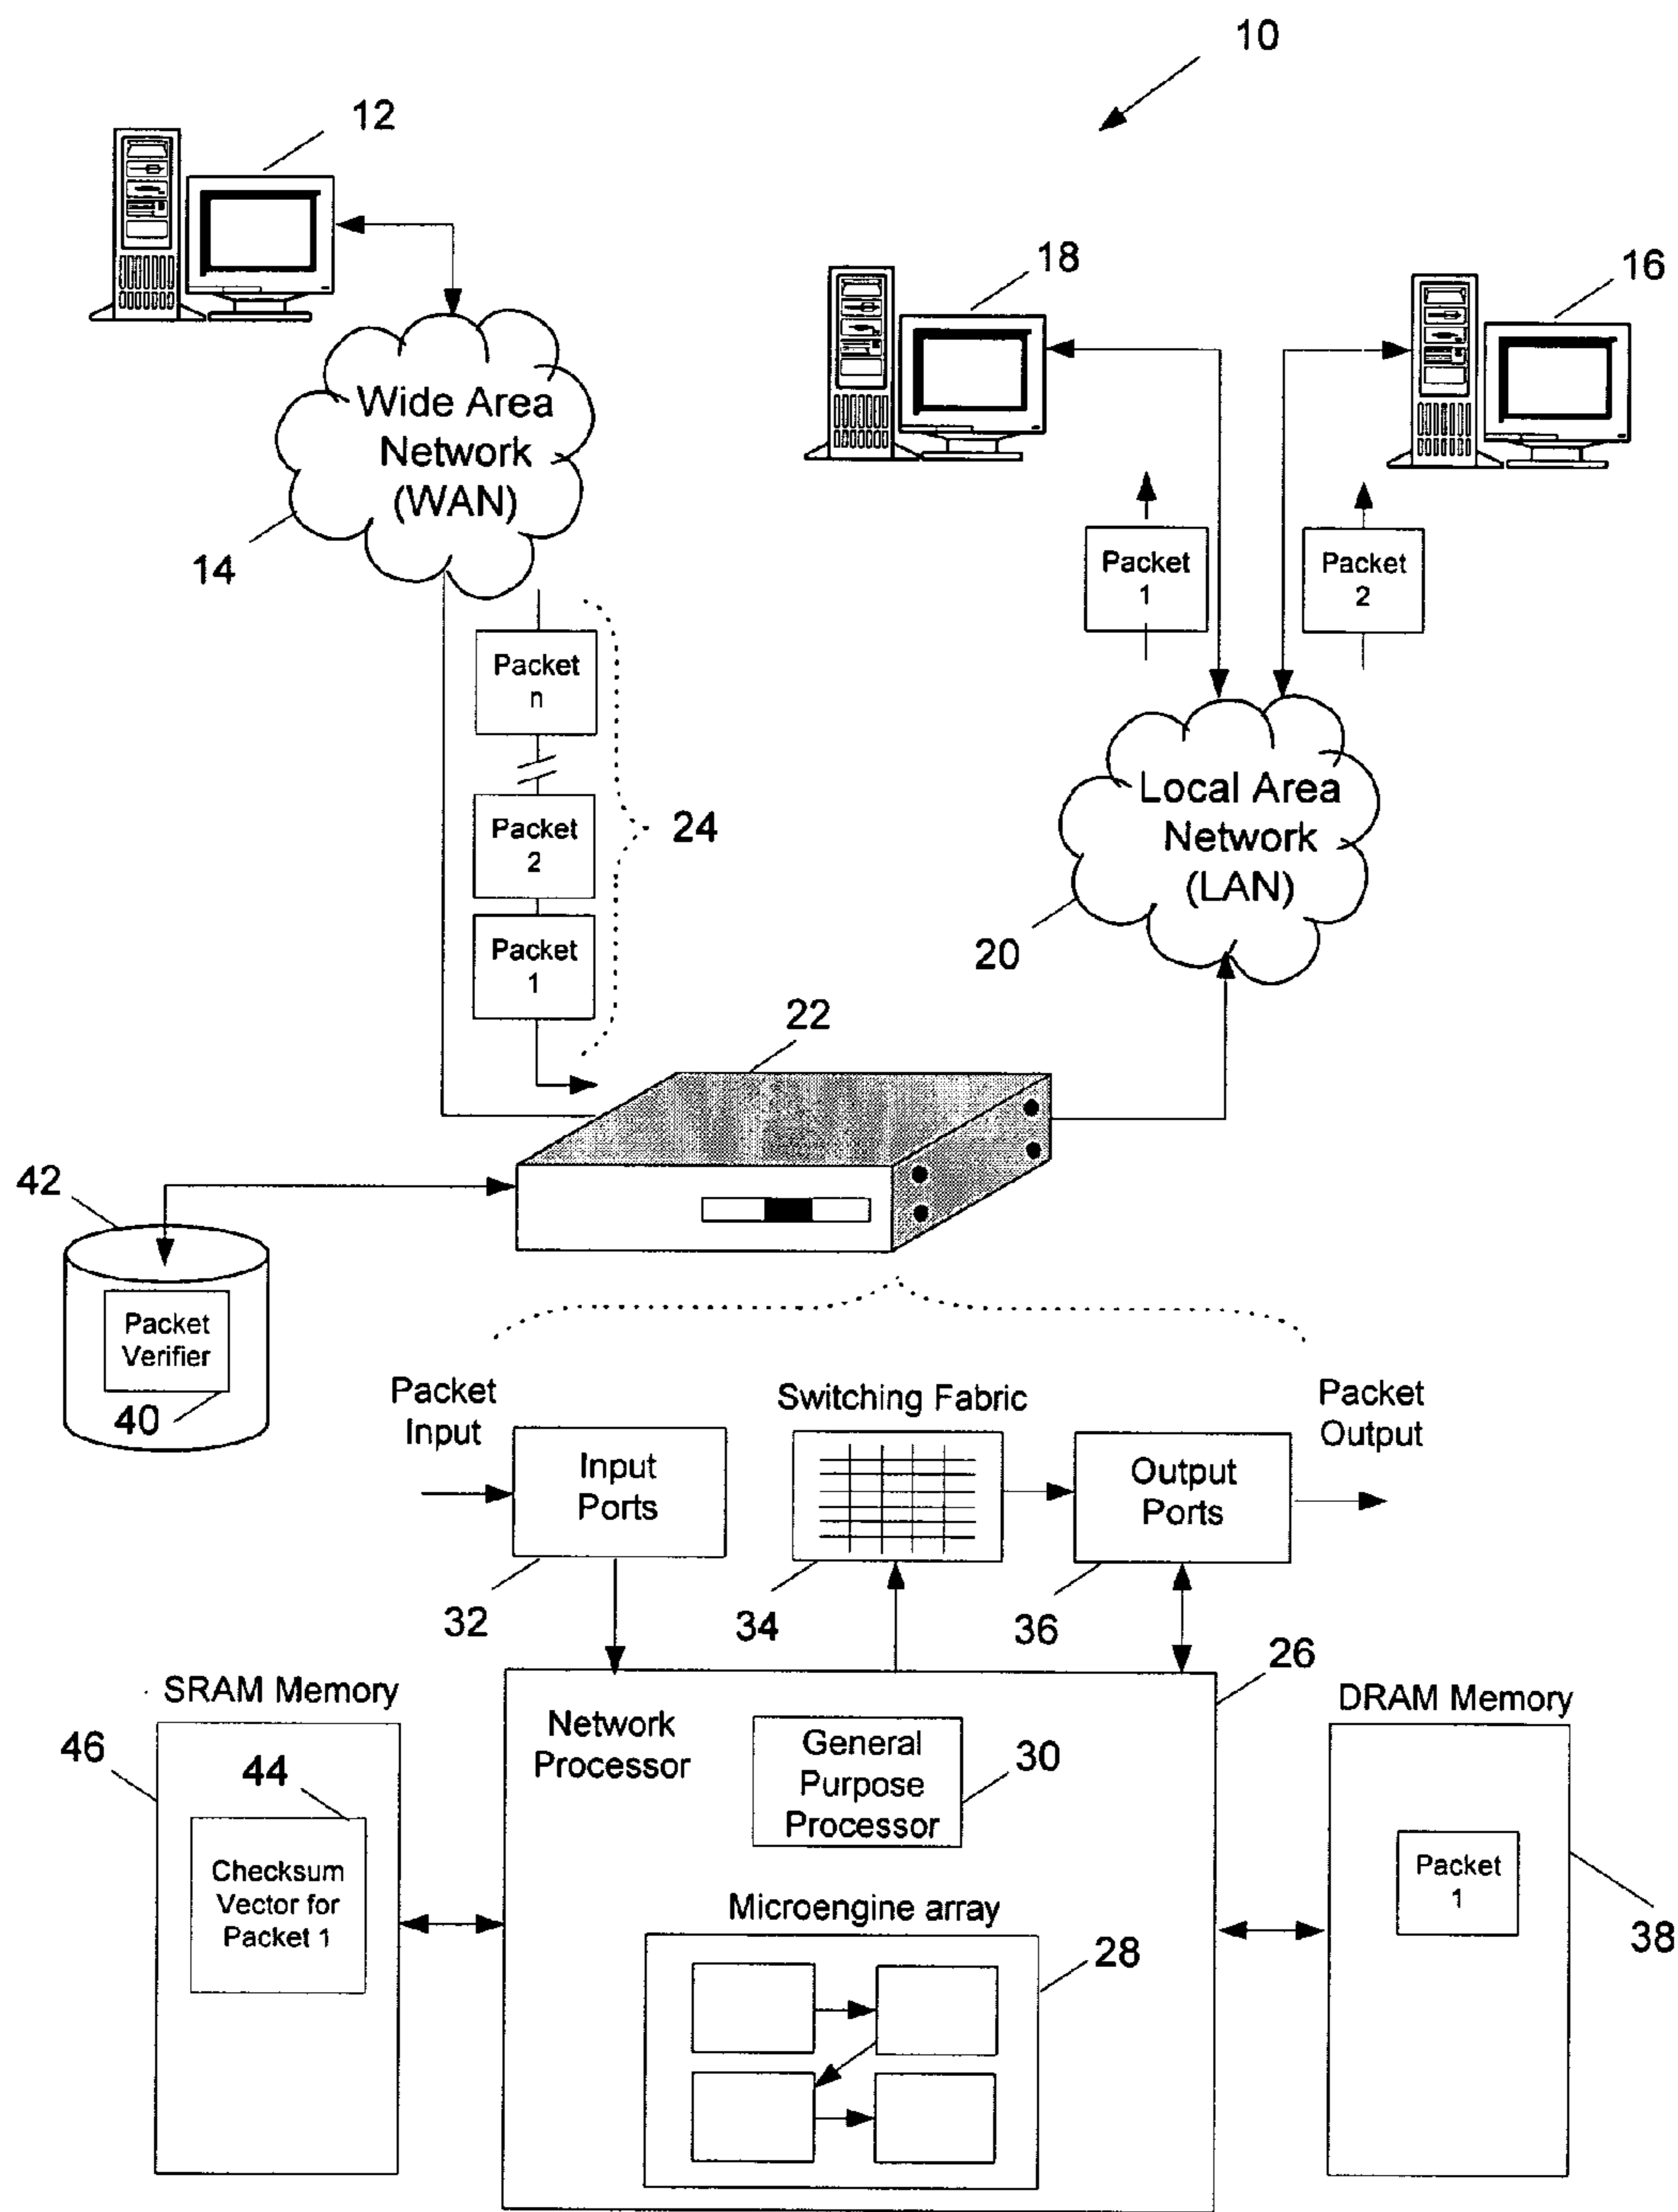 10
12
18
16
Wide Area
Network
(WAN)
14
Packet
1
Packet
2
Packet
n
Packet
2
24
Packet
1
Local Area
Network
(LAN)
20
22
42
Packet
Verifier
40
Packet
Input
Switching Fabric
Packet
Output
Input
Ports
Output
Ports
32
34
36
26
SRAM Memory
DRAM Memory
46
44
Checksum
Vector for
Packet 1
Network
Processor
General
Purpose
Processor
30
Packet
1
38
Microengine array
28